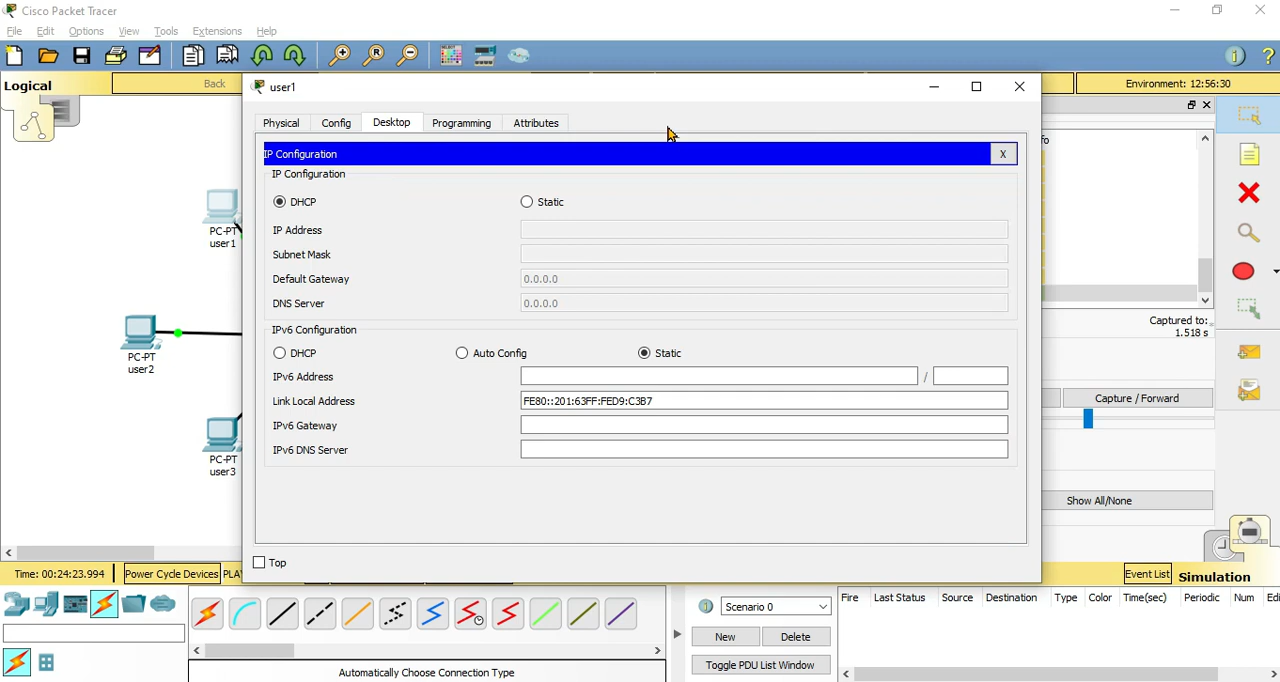 Cisco Packet Tracer
File Edit Options View Tools Extensions Help
Logical
Back
Environment: 12:56:30
user1
Physical Config Desktop Programming Attributes
IP Configuration
X
IP Configuration
DHCP
Static
IP Address
Subnet Mask
Default Gateway
0.0.0.0
DNS Server
0.0.0.0
IPv6 Configuration
DHCP
Auto Config
Static
IPv6 Address
/
Link Local Address
FE80::201:63FF:FED9:C3B7
IPv6 Gateway
IPv6 DNS Server
Top
PC-PT
user1
PC-PT
user2
PC-PT
user3
fo
Captured to:
1.518 s
Capture / Forward
Show All/None
Time: 00:24:23.994
Power Cycle Devices
PLA
Event List
Simulation
Automatically Choose Connection Type
Scenario 0
New
Delete
Toggle PDU List Window
Fire Last Status Source Destination Type Color Time(sec) Periodic Num Edi